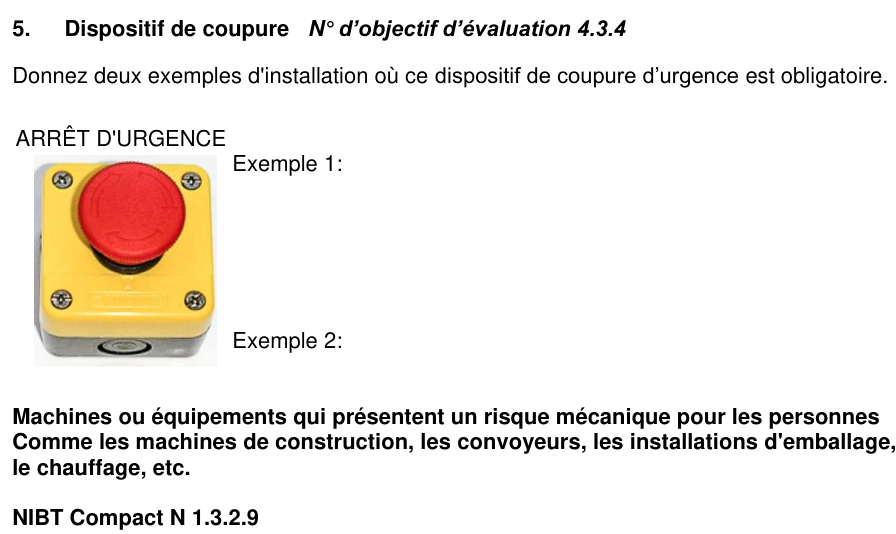 5. Dispositif de coupure N° d’objectif d’évaluation 4.3.4
Donnez deux exemples d'installation où ce dispositif de coupure d’urgence est obligatoire.
ARRÊT D'URGENCE
Exemple 1:
Exemple 2:
Machines ou équipements qui présentent un risque mécanique pour les personnes
Comme les machines de construction, les convoyeurs, les installations d'emballage,
le chauffage, etc.
NIBT Compact N 1.3.2.9